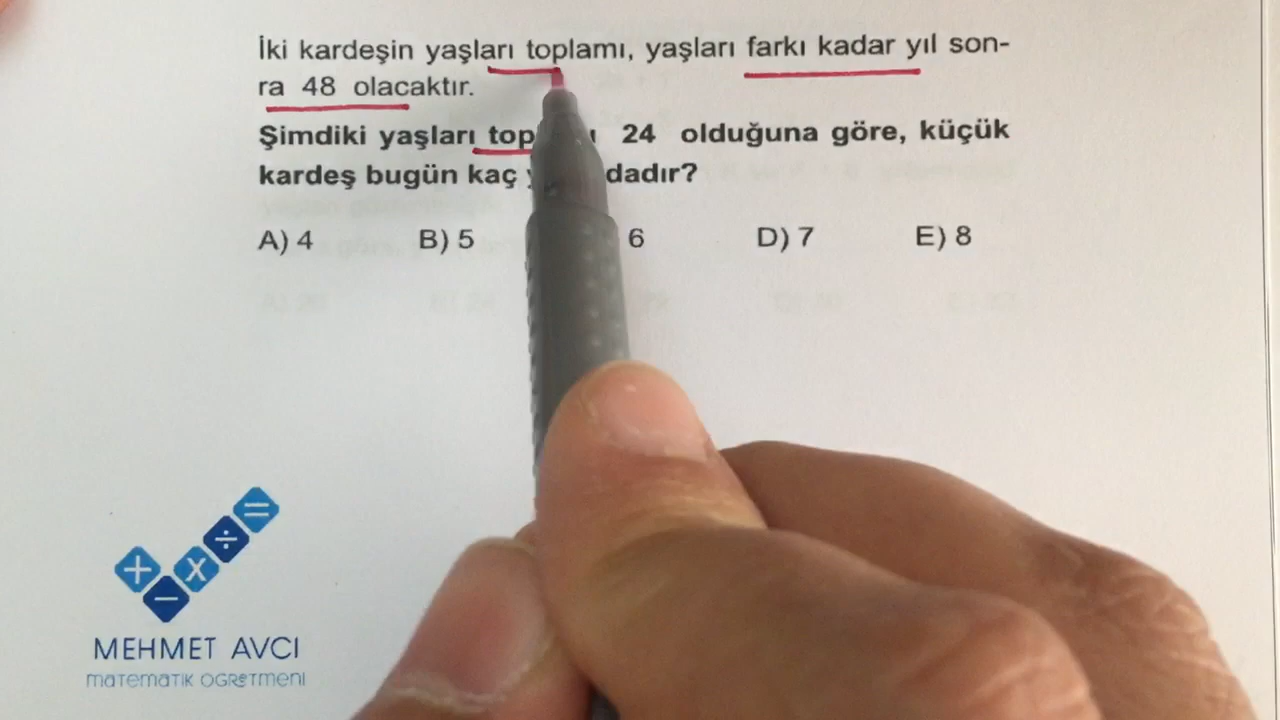 İki kardeşin yaşları toplamı, yaşları farkı kadar yıl son-
ra 48 olacaktır.
Şimdiki yaşları top 24 olduğuna göre, küçük
kardeş bugün kaç dadır?
A) 4 B) 5 6 D) 7 E) 8
MEHMET AVCI
matematik öğretmeni